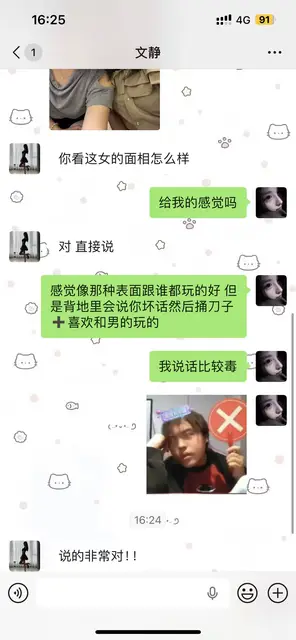 16:25
4G
91
1
文静
你看这女的面相怎么样
给我的感觉吗
对 直接说
感觉像那种表面跟谁都玩的好 但
是背地里会说你坏话然后捅刀子
➕喜欢和男的玩的
我说话比较毒
16:24
说的非常对！！